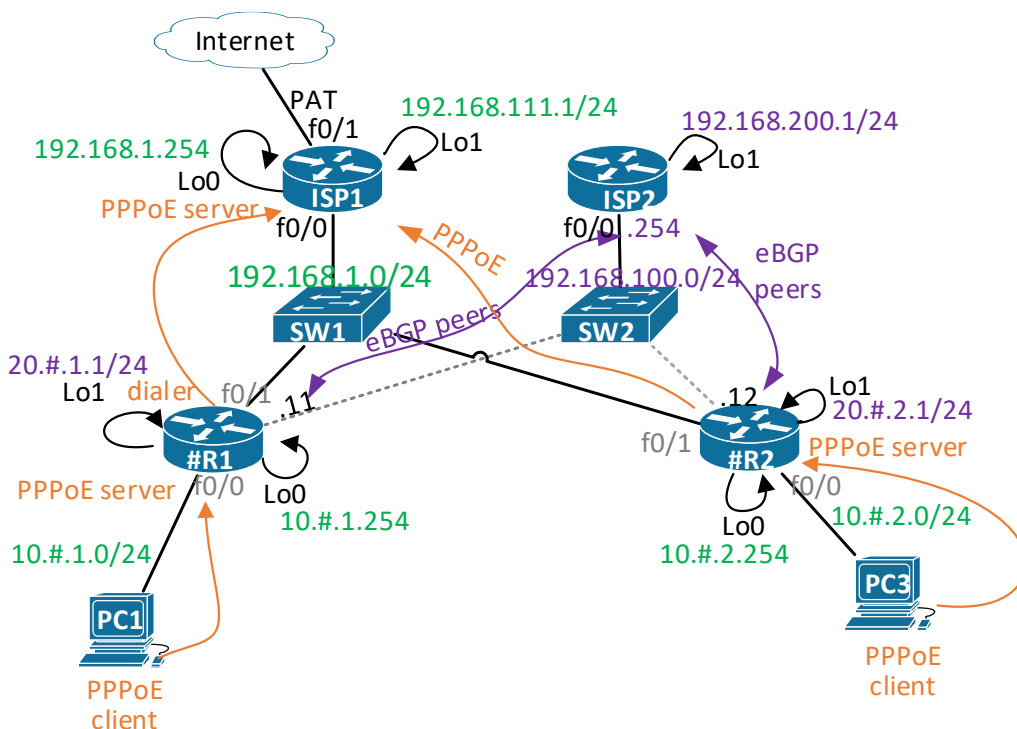 Internet
PAT
f0/1
192.168.111.1/24
Lo1
192.168.200.1/24
Lo1
192.168.1.254
Lo0
ISP1
ISP2
PPPoE server
f0/0
PPPoE
f0/0
.254
192.168.1.0/24
192.168.100.0/24
eBGP
peers
SW1
eBGP peers
SW2
20.#.1.1/24
Lo1
dialer
f0/1
.11
.12
Lo1
20.#.2.1/24
#R1
f0/1
#R2
PPPoE server
PPPoE server
f0/0
Lo0
f0/0
10.#.1.254
Lo0
10.#.2.0/24
10.#.1.0/24
10.#.2.254
PC1
PC3
PPPoE
client
PPPoE
client